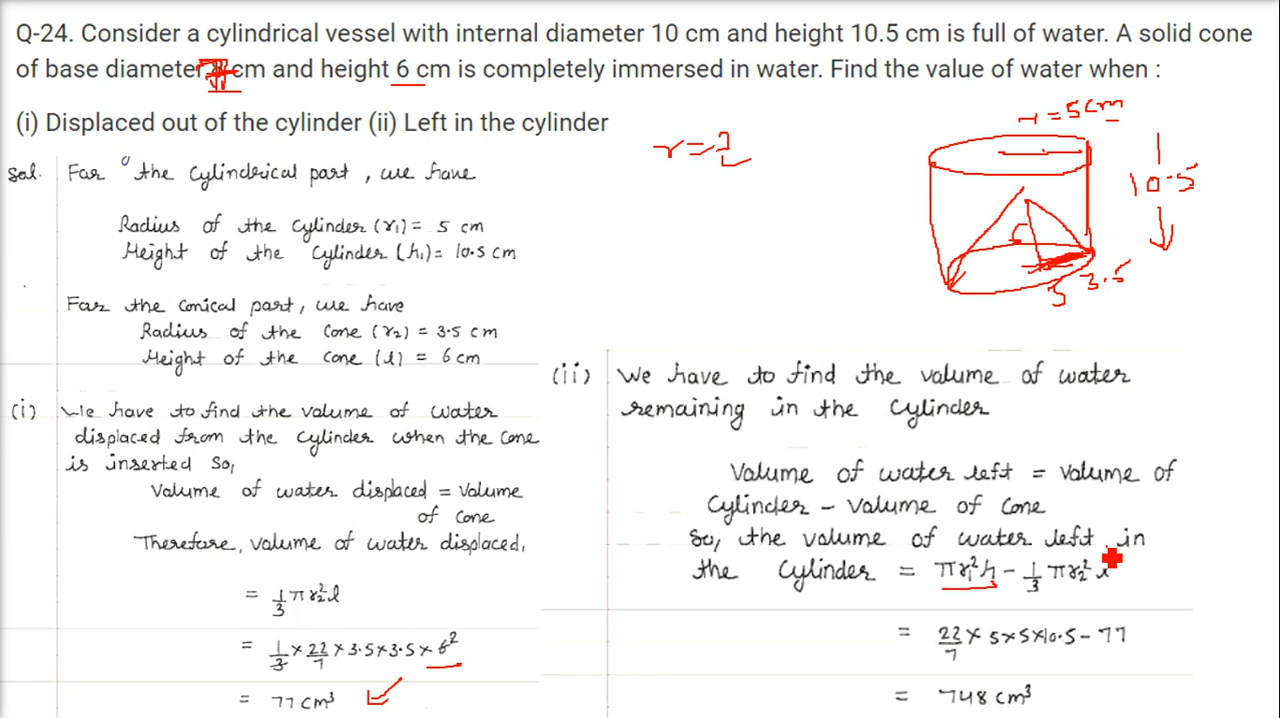 Q-24. Consider a cylindrical vessel with internal diameter 10 cm and height 10.5 cm is full of water. A solid cone
of base diameter 7 cm and height 6 cm is completely immersed in water. Find the value of water when :
(i) Displaced out of the cylinder (ii) Left in the cylinder
Sol. For the cylinderical part, we have
Radius of the cylinder (r₁) = 5 cm
Height of the cylinder (h₁) = 10.5 cm
For the conical part, we have
Radius of the cone (r₂) = 3.5 cm
Height of the cone (l) = 6 cm
(i) We have to find the volume of water
displaced from the cylinder when the cone
is inserted So,
Volume of water displaced = Volume
of cone
Therefore, volume of water displaced,
= 1/3 πr₂²l
= 1/3 × 22/7 × 3.5 × 3.5 × 6²
= 77 cm³
r =
r = 5 cm
10.5
3.5
(ii) We have to find the volume of water
remaining in the cylinder
Volume of water left = Volume of
cylinder – Volume of cone
So, the volume of water left in
the cylinder = πr₁²h – 1/3 πr₂²l
= 22/7 × 5 × 5 × 10.5 – 77
= 748 cm³